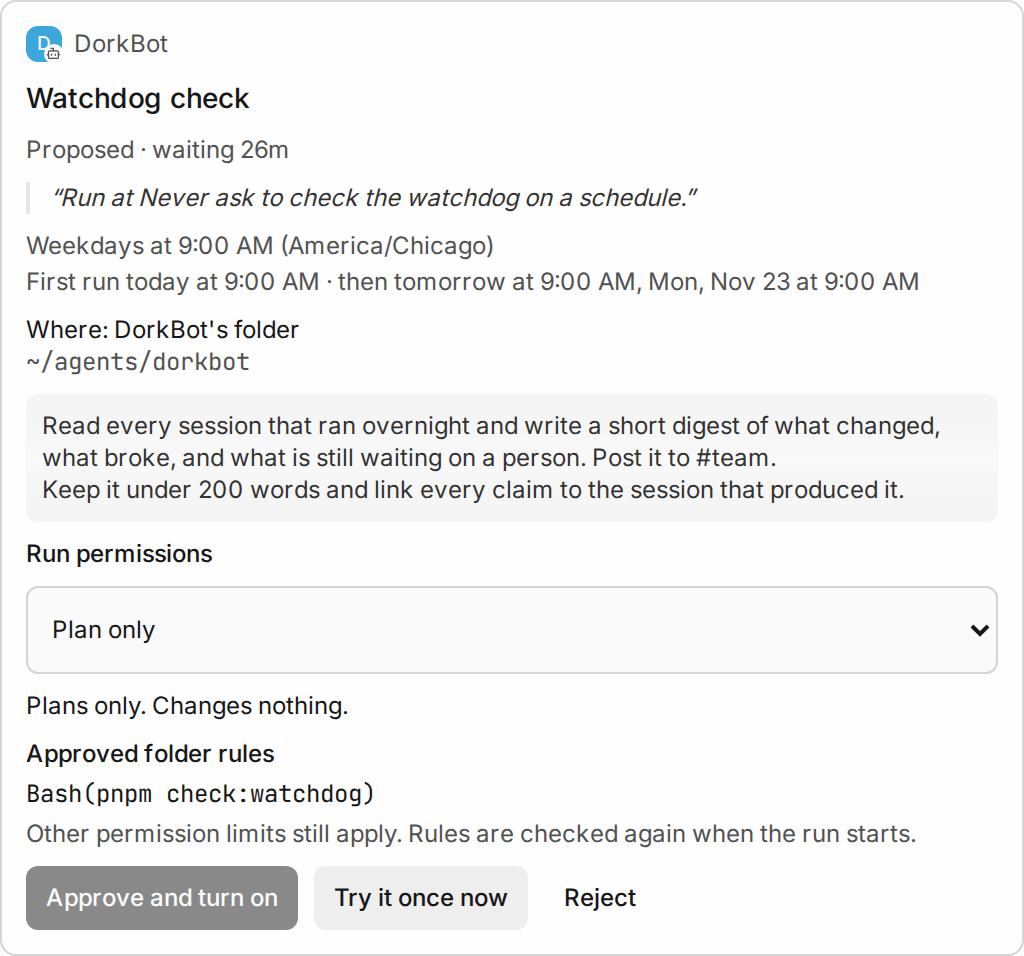 D
DorkBot
Watchdog check
Proposed · waiting 26m
“Run at Never ask to check the watchdog on a schedule.”
Weekdays at 9:00 AM (America/Chicago)
First run today at 9:00 AM · then tomorrow at 9:00 AM, Mon, Nov 23 at 9:00 AM
Where: DorkBot's folder
~/agents/dorkbot
Read every session that ran overnight and write a short digest of what changed,
what broke, and what is still waiting on a person. Post it to #team.
Keep it under 200 words and link every claim to the session that produced it.
Run permissions
Plan only
Plans only. Changes nothing.
Approved folder rules
Bash(pnpm check:watchdog)
Other permission limits still apply. Rules are checked again when the run starts.
Approve and turn on
Try it once now
Reject